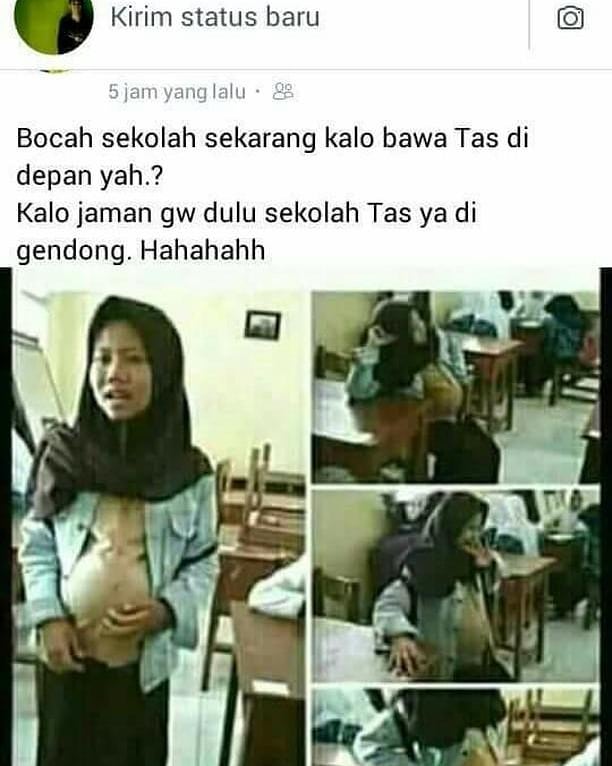 Kirim status baru
5 jam yang lalu ·
Bocah sekolah sekarang kalo bawa Tas di
depan yah.?
Kalo jaman gw dulu sekolah Tas ya di
gendong. Hahahahh